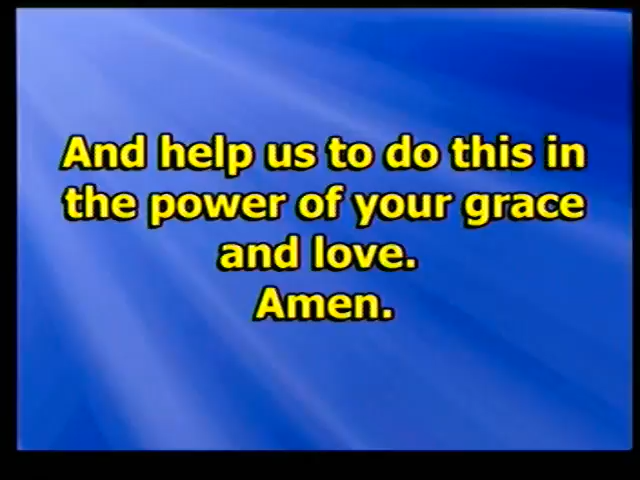 And help us to do this in
the power of your grace
and love.
Amen.